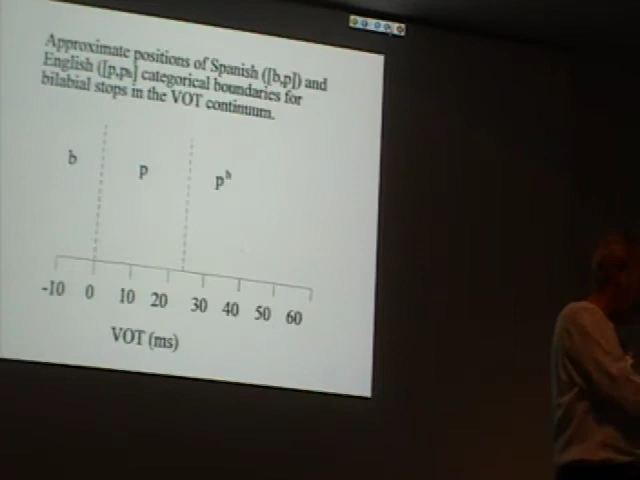 Approximate positions of Spanish ([b,p]) and
English ([p,pʰ] categorical boundaries for
bilabial stops in the VOT continuum.
b p pʰ
-10 0 10 20 30 40 50 60
VOT (ms)